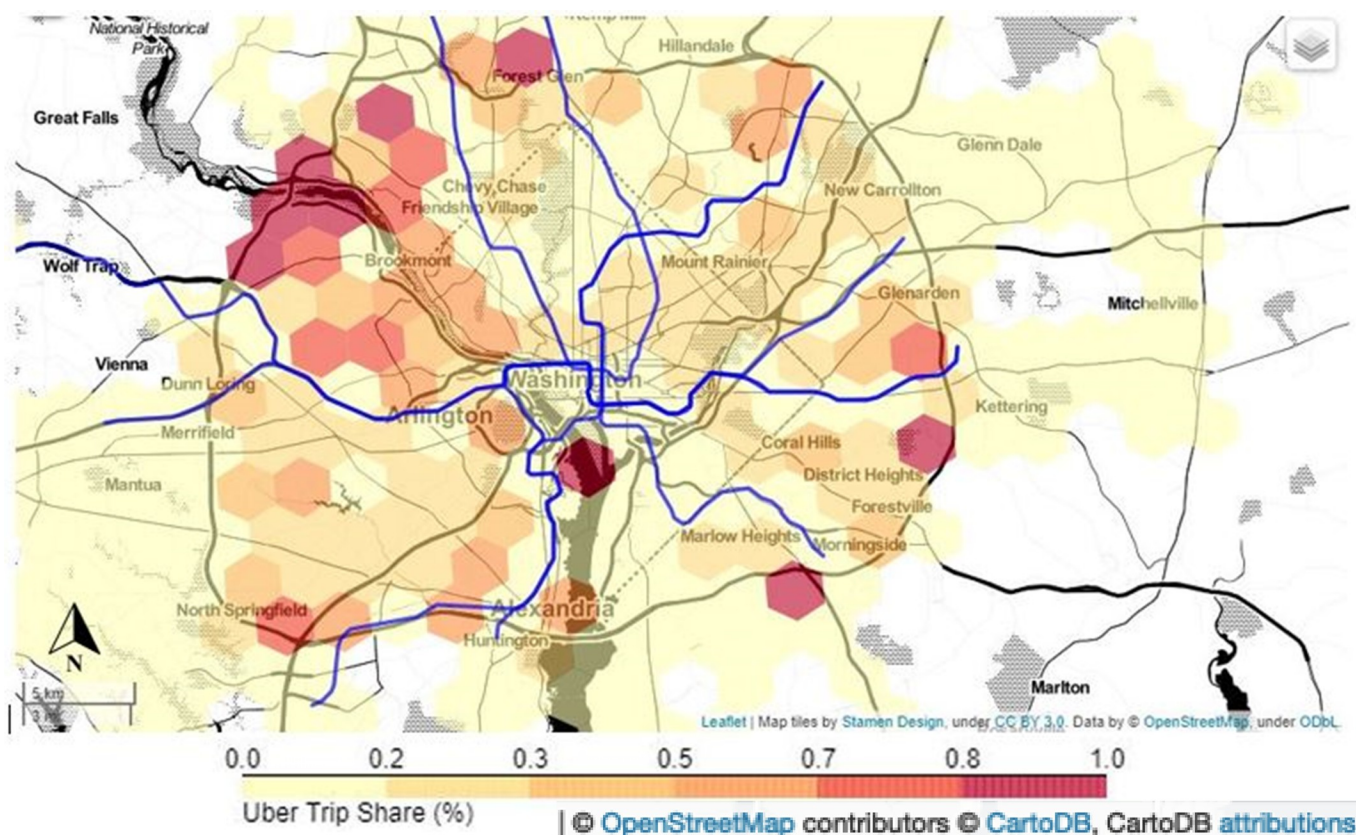 National Historical
Park
Kemp Mill
Hillandale
Forest Glen
Great Falls
Glenn Dale
Chevy Chase
New Carrollton
Friendship Village
Brookmont
Mount Rainier
Wolf Trap
Glenarden
Mitchellville
Vienna
Dunn Loring
Washington
Arlington
Kettering
Merrifield
Coral Hills
District Heights
Mantua
Forestville
Marlow Heights
Morningside
North Springfield
Alexandria
Huntington
N
5 km
3 mi
Marlton
Leaflet | Map tiles by Stamen Design, under CC BY 3.0. Data by © OpenStreetMap, under ODbL.
0.0 0.2 0.3 0.5 0.7 0.8 1.0
Uber Trip Share (%)
| © OpenStreetMap contributors © CartoDB, CartoDB attributions